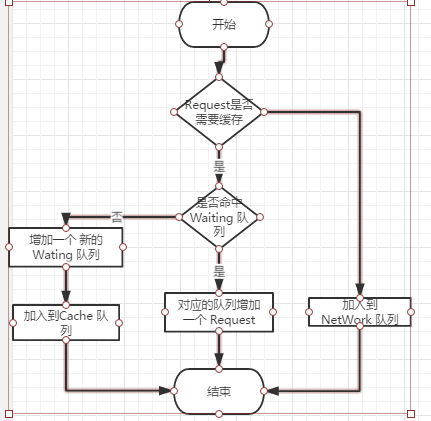 开始
Request是否
需要缓存
是
是否命中
Waiting 队
列
否
增加一个 新的
Wating 队列
是
加入到Cache 队
列
对应的队列增加
一个 Request
加入到
NetWork 队列
结束